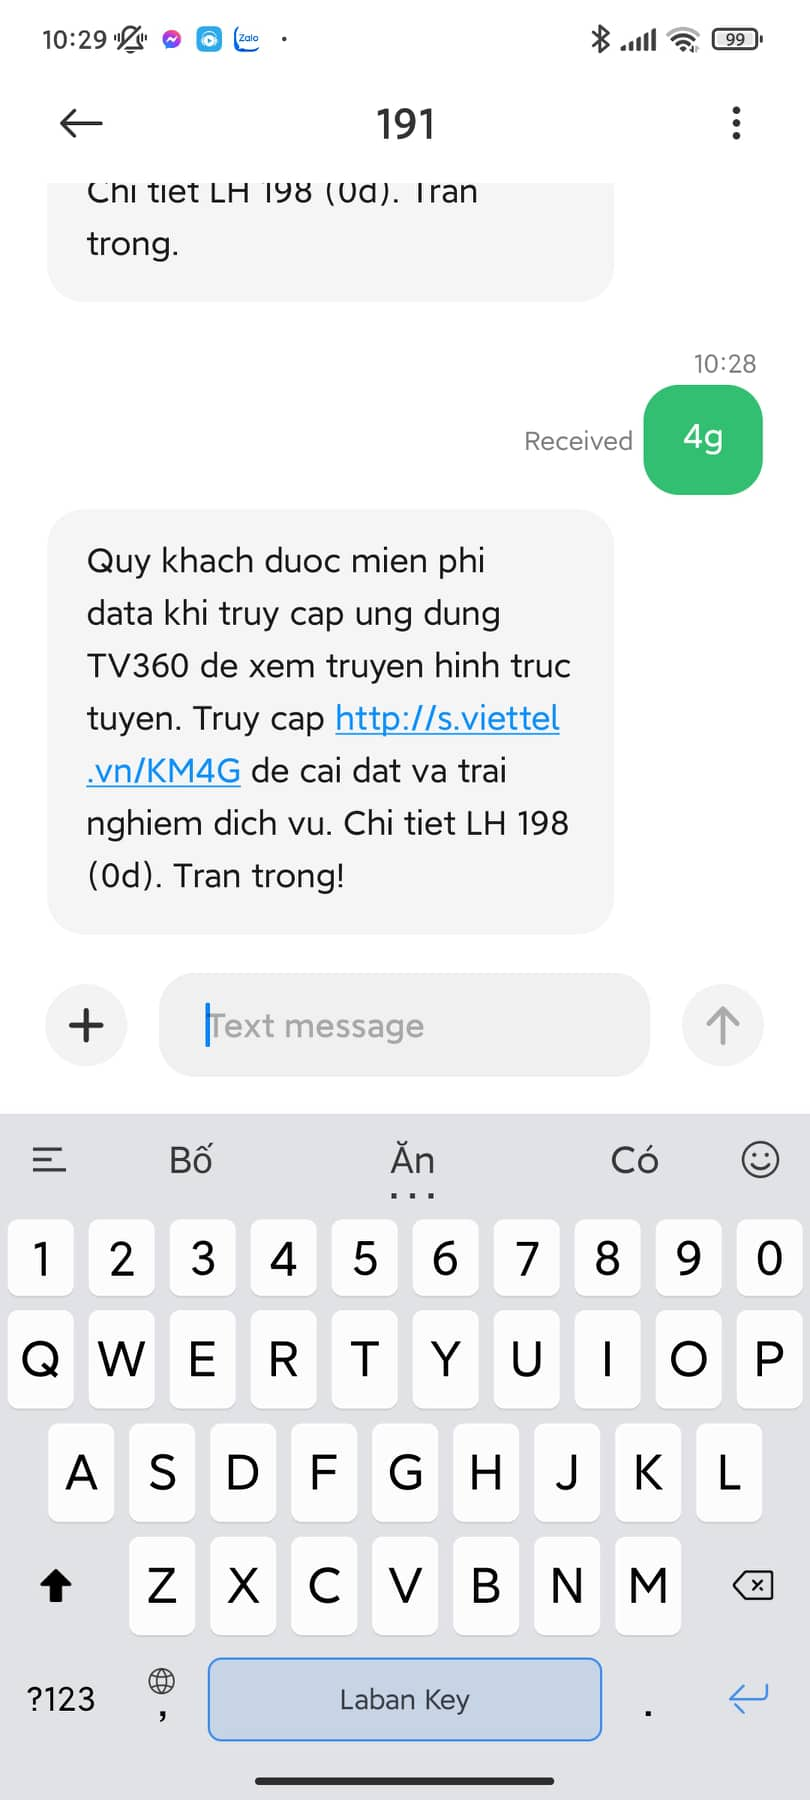 10:29
Zalo
99
191
Chi tiet LH 198 (0d). Tran
trong.
10:28
Received
4g
Quy khach duoc mien phi
data khi truy cap ung dung
TV360 de xem truyen hinh truc
tuyen. Truy cap http://s.viettel
.vn/KM4G de cai dat va trai
nghiem dich vu. Chi tiet LH 198
(0d). Tran trong!
Text message
Bố Ăn Có
1 2 3 4 5 6 7 8 9 0
Q W E R T Y U I O P
A S D F G H J K L
Z X C V B N M
?123 , Laban Key .